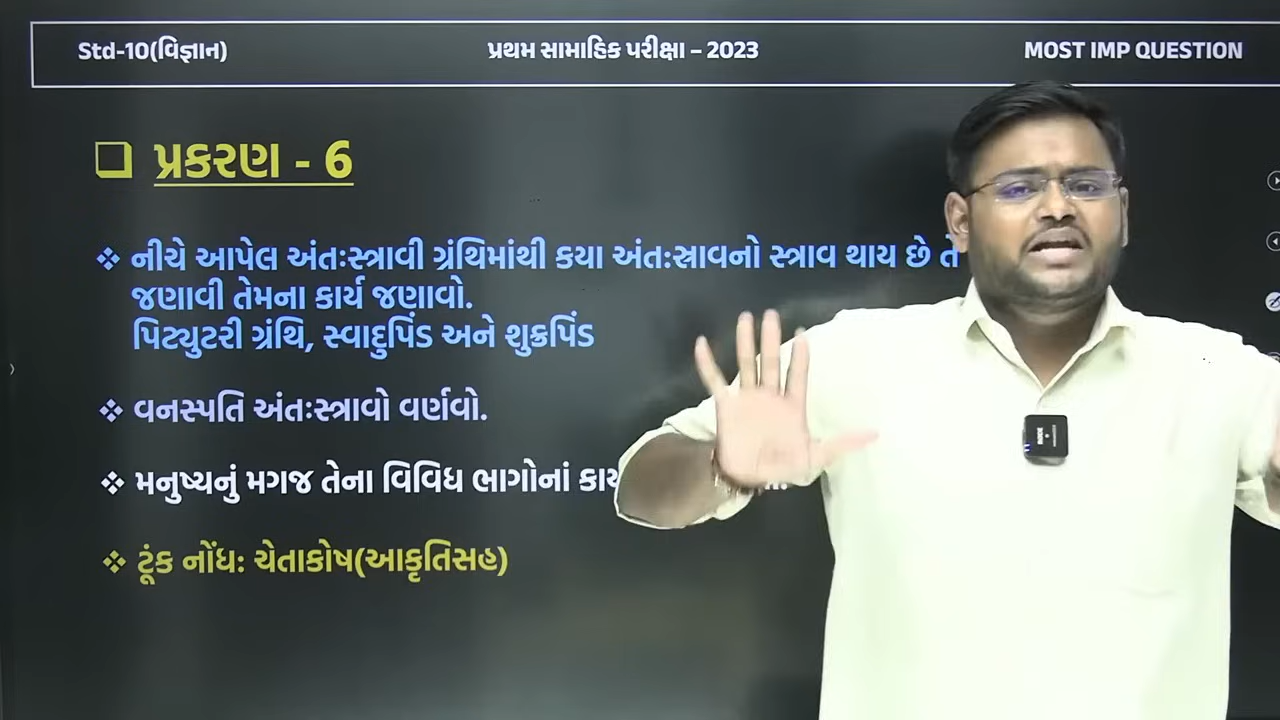 Std-10(વિજ્ઞાન)
પ્રથમ સામાહિક પરીક્ષા – 2023
MOST IMP QUESTION
પ્રકરણ - 6
નીચે આપેલ અંતઃસ્ત્રાવી ગ્રંથિમાંથી કયા અંત:સ્રાવનો સ્ત્રાવ થાય છે તે
જણાવી તેમના કાર્ય જણાવો.
પિટ્યુટરી ગ્રંથિ, સ્વાદુપિંડ અને શુક્રપિંડ
વનસ્પતિ અંતઃસ્ત્રાવો વર્ણવો.
મનુષ્યનું મગજ તેના વિવિધ ભાગોનાં
ટૂંક નોંધ: ચેતાકોષ(આકૃતિસહ)